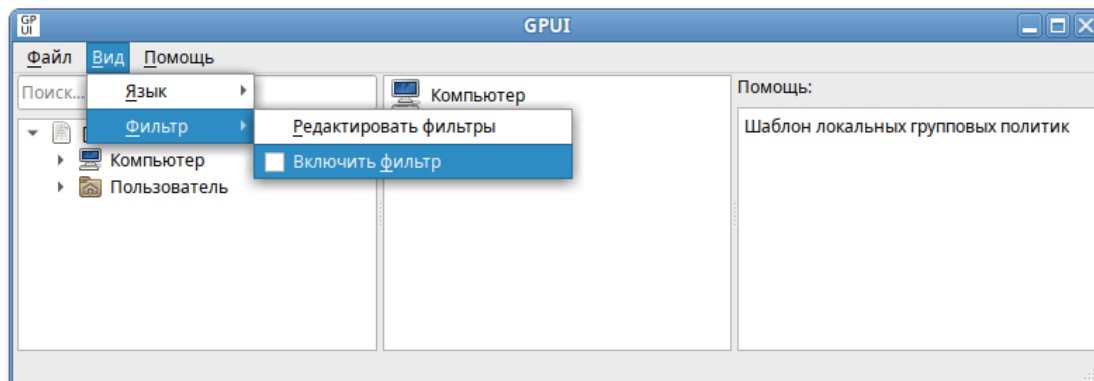 GP
UI
GPUI
Файл Вид Помощь
Поиск...
Язык
Фильтр
Редактировать фильтры
Включить фильтр
Компьютер
Пользователь
Компьютер
Помощь:
Шаблон локальных групповых политик